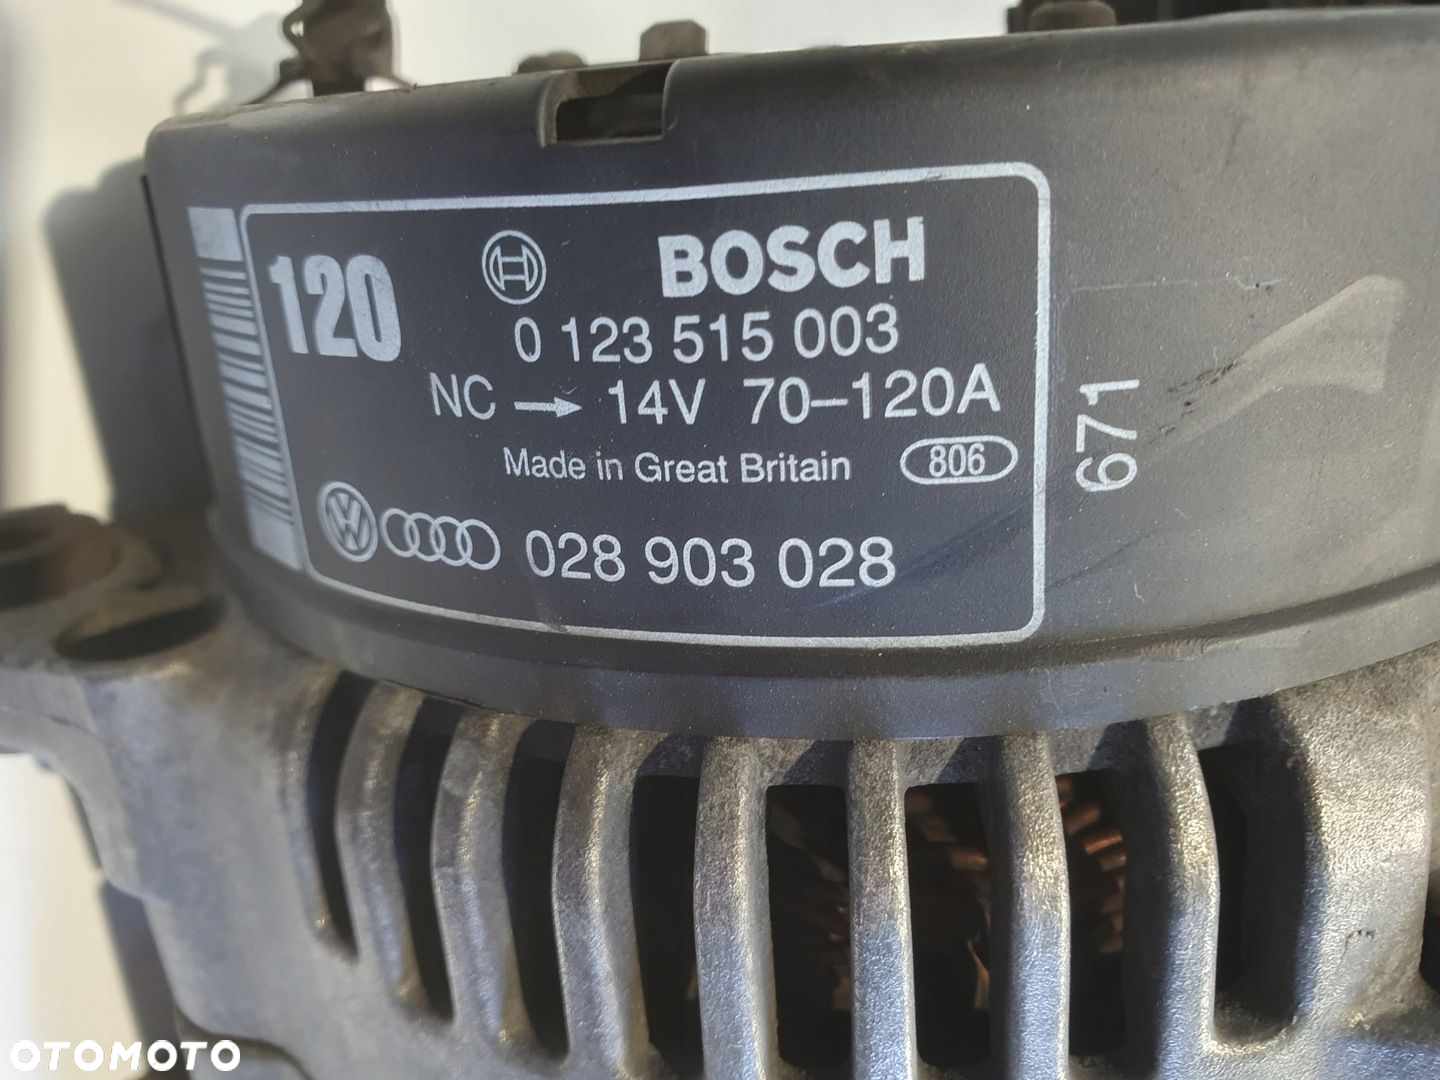 120
BOSCH
0 123 515 003
NC → 14V 70–120A
Made in Great Britain 806
028 903 028
671
OTOMOTO